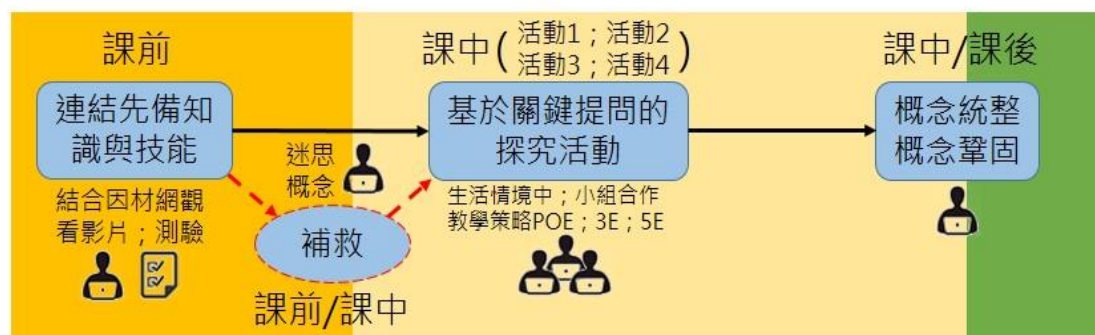 課前
連結先備知
識與技能
結合因材網觀
看影片；測驗
迷思
概念
補救
課前/課中
課中(活動1；活動2
活動3；活動4)
基於關鍵提問的
探究活動
生活情境中；小組合作
教學策略POE；3E；5E
課中/課後
概念統整
概念鞏固